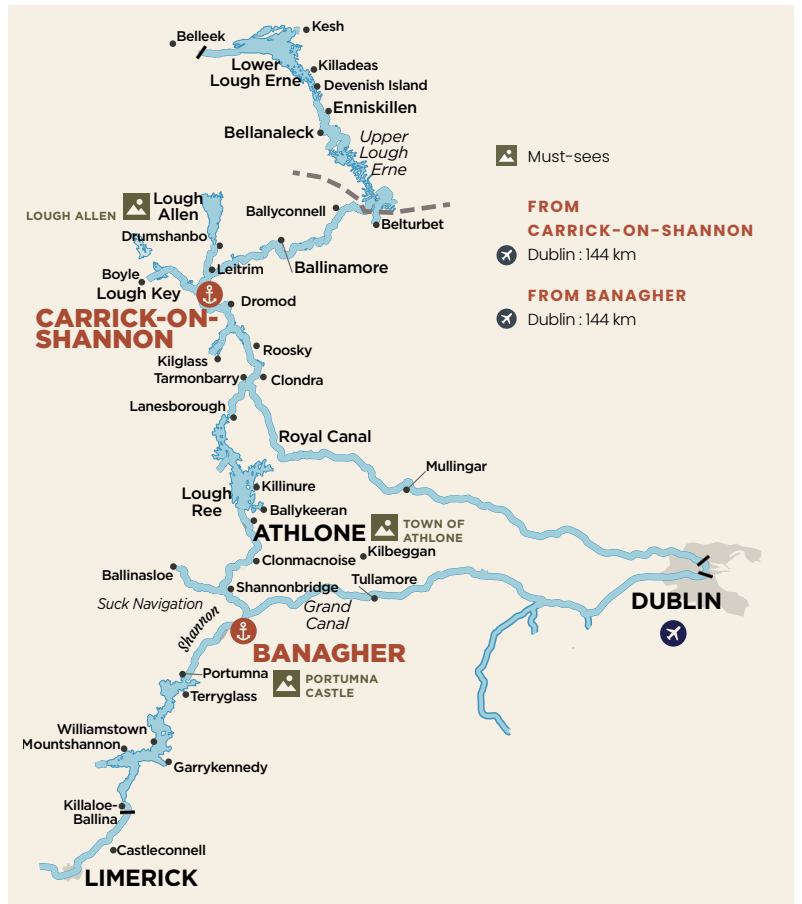 Kesh
Belleek
Lower
Lough Erne
Killadeas
Devenish Island
Enniskillen
Bellanaleck
Upper
Lough
Erne
Must-sees
LOUGH ALLEN
Lough
Allen
Ballyconnell
FROM
CARRICK-ON-SHANNON
Dublin : 144 km
Belturbet
Drumshanbo
Leitrim
Ballinamore
Boyle
Lough Key
FROM BANAGHER
Dublin : 144 km
Dromod
CARRICK-ON-
SHANNON
Roosky
Kilglass
Tarmonbarry
Clondra
Lanesborough
Royal Canal
Mullingar
Lough
Ree
Killinure
Ballykeeran
ATHLONE
TOWN OF
ATHLONE
Kilbeggan
Clonmacnoise
Ballinasloe
Shannonbridge
Tullamore
Suck Navigation
Grand
Canal
DUBLIN
Shannon
BANAGHER
Portumna
PORTUMNA
CASTLE
Terryglass
Williamstown
Mountshannon
Garrykennedy
Killaloe-
Ballina
Castleconnell
LIMERICK